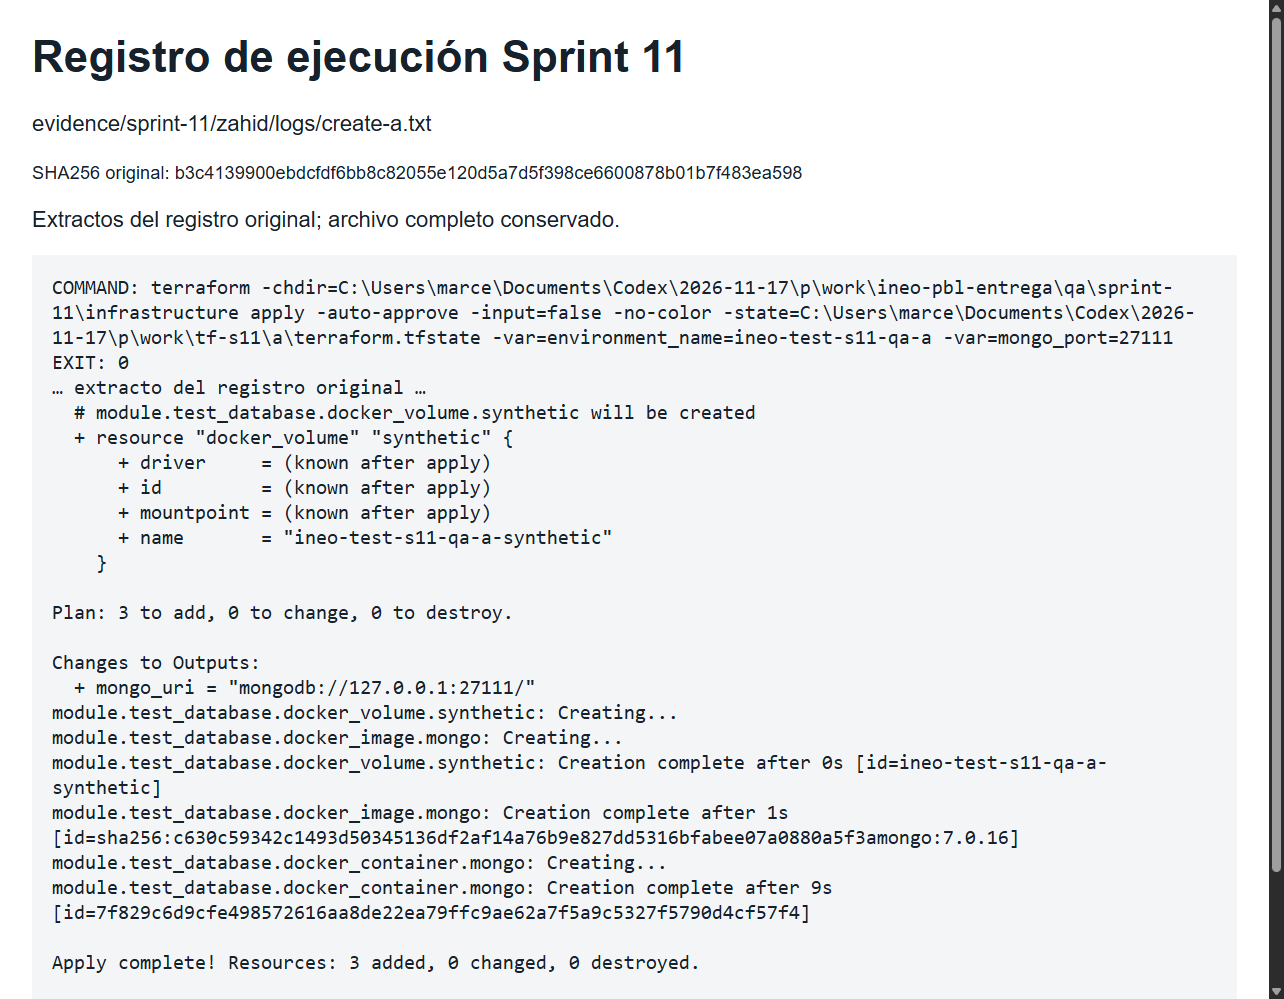 Registro de ejecución Sprint 11
evidence/sprint-11/zahid/logs/create-a.txt
SHA256 original: b3c4139900ebdcfdf6bb8c82055e120d5a7d5f398ce6600878b01b7f483ea598
Extractos del registro original; archivo completo conservado.
COMMAND: terraform -chdir=C:\Users\marce\Documents\Codex\2026-11-17\p\work\ineo-pbl-entrega\qa\sprint-
11\infrastructure apply -auto-approve -input=false -no-color -state=C:\Users\marce\Documents\Codex\2026-
11-17\p\work\tf-s11\a\terraform.tfstate -var=environment_name=ineo-test-s11-qa-a -var=mongo_port=27111
EXIT: 0
… extracto del registro original …
  # module.test_database.docker_volume.synthetic will be created
  + resource "docker_volume" "synthetic" {
      + driver     = (known after apply)
      + id         = (known after apply)
      + mountpoint = (known after apply)
      + name       = "ineo-test-s11-qa-a-synthetic"
    }
Plan: 3 to add, 0 to change, 0 to destroy.
Changes to Outputs:
  + mongo_uri = "mongodb://127.0.0.1:27111/"
module.test_database.docker_volume.synthetic: Creating...
module.test_database.docker_image.mongo: Creating...
module.test_database.docker_volume.synthetic: Creation complete after 0s [id=ineo-test-s11-qa-a-
synthetic]
module.test_database.docker_image.mongo: Creation complete after 1s
[id=sha256:c630c59342c1493d50345136df2af14a76b9e827dd5316bfabee07a0880a5f3amongo:7.0.16]
module.test_database.docker_container.mongo: Creating...
module.test_database.docker_container.mongo: Creation complete after 9s
[id=7f829c6d9cfe498572616aa8de22ea79ffc9ae62a7f5a9c5327f5790d4cf57f4]
Apply complete! Resources: 3 added, 0 changed, 0 destroyed.